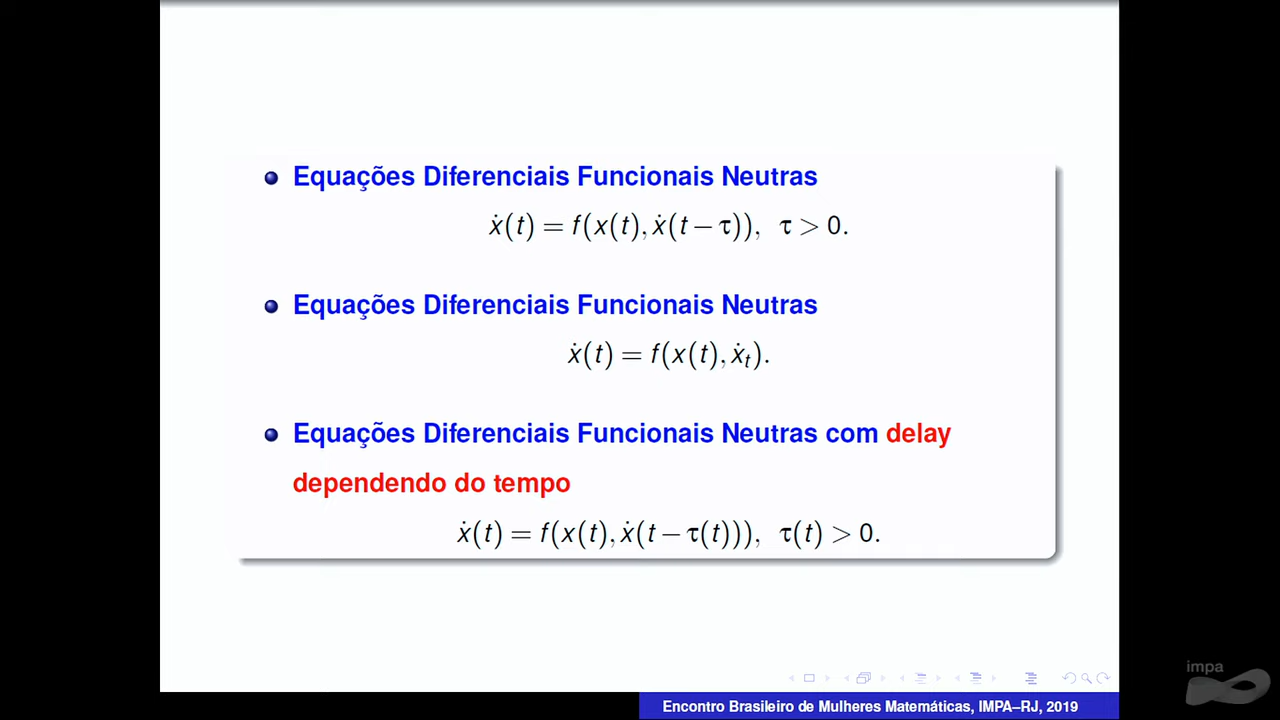 Equações Diferenciais Funcionais Neutras
ẋ(t) = f(x(t), ẋ(t − τ)), τ > 0.
Equações Diferenciais Funcionais Neutras
ẋ(t) = f(x(t), ẋₜ).
Equações Diferenciais Funcionais Neutras com delay
dependendo do tempo
ẋ(t) = f(x(t), ẋ(t − τ(t))), τ(t) > 0.
impa
Encontro Brasileiro de Mulheres Matemáticas, IMPA–RJ, 2019